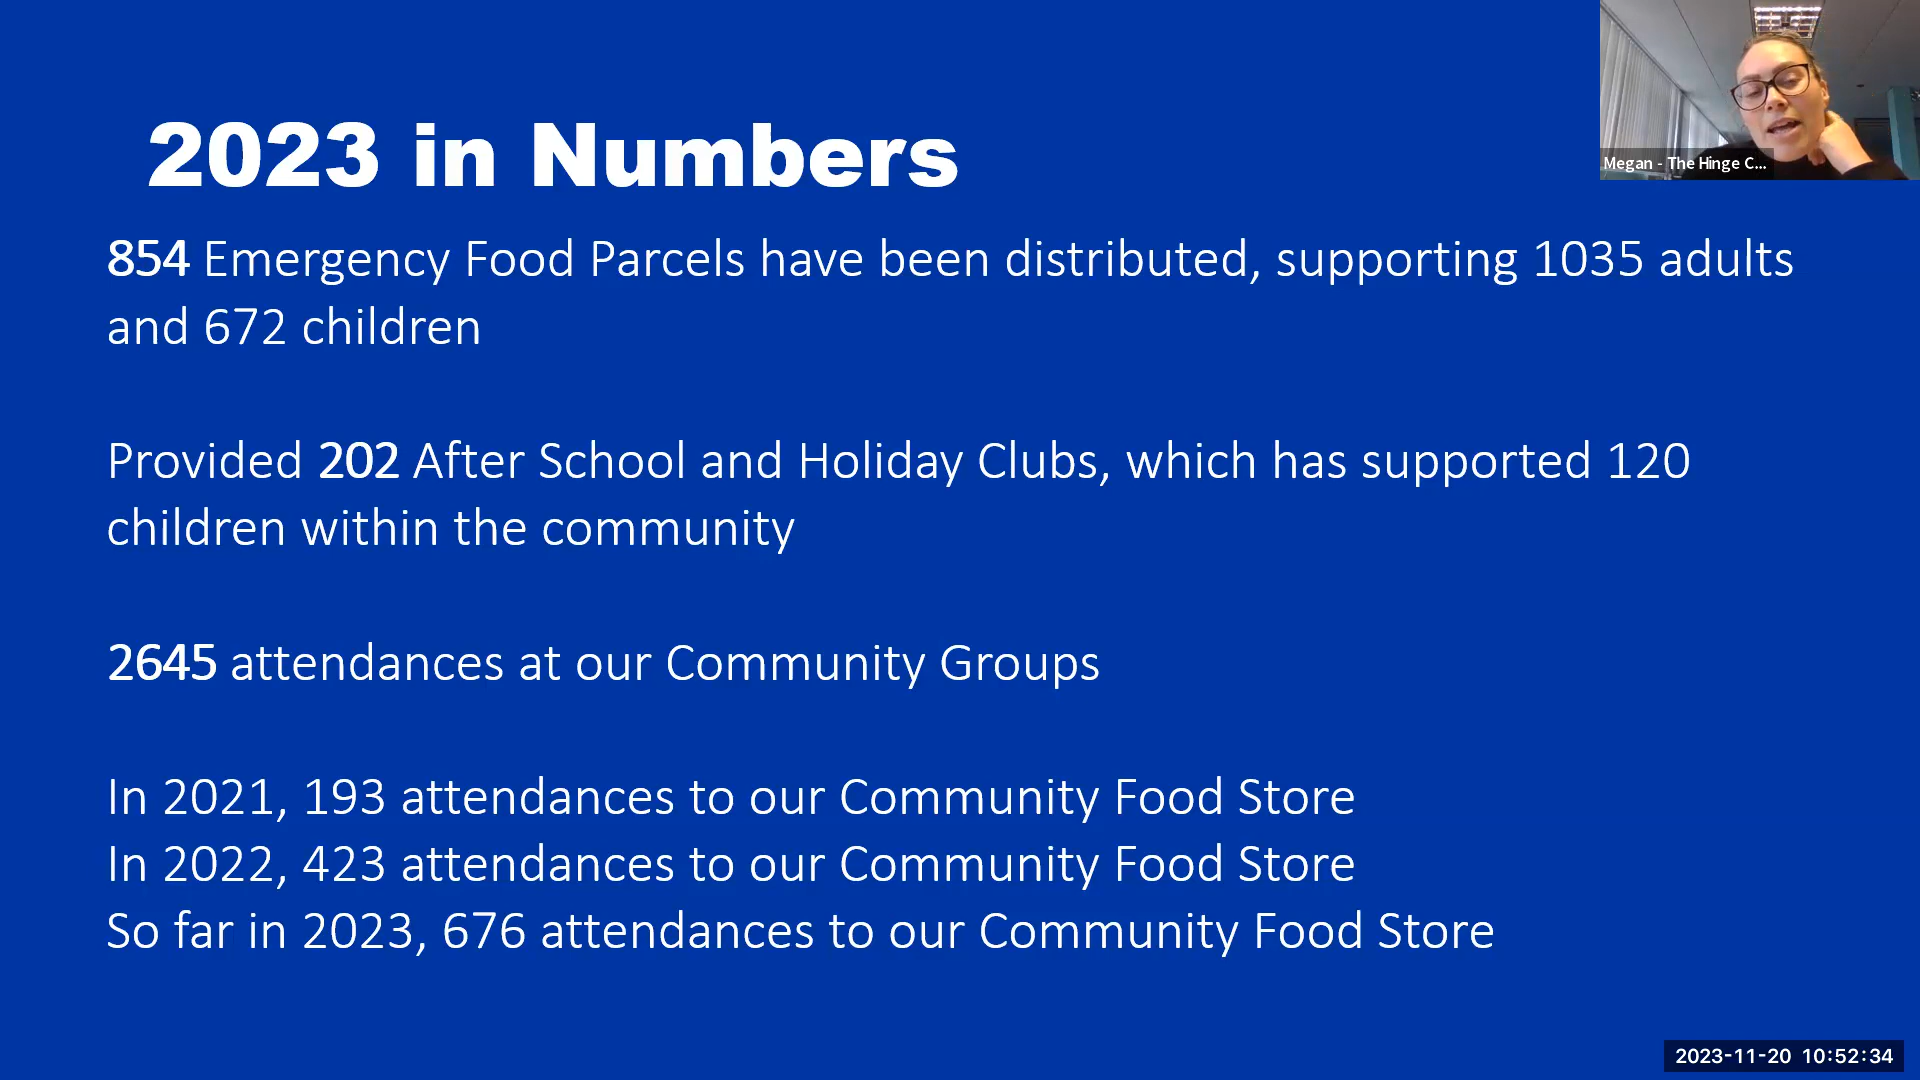 Megan - The Hinge C...
2023 in Numbers
854 Emergency Food Parcels have been distributed, supporting 1035 adults
and 672 children
Provided 202 After School and Holiday Clubs, which has supported 120
children within the community
2645 attendances at our Community Groups
In 2021, 193 attendances to our Community Food Store
In 2022, 423 attendances to our Community Food Store
So far in 2023, 676 attendances to our Community Food Store
2023-11-20 10:52:34